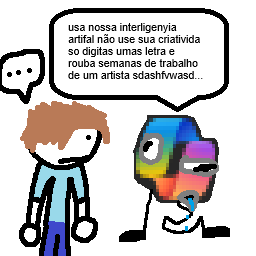 ...
usa nossa interligenyia
artifal não use sua criativida
so digitas umas letra e
rouba semanas de trabalho
de um artista sdashfvwasd...